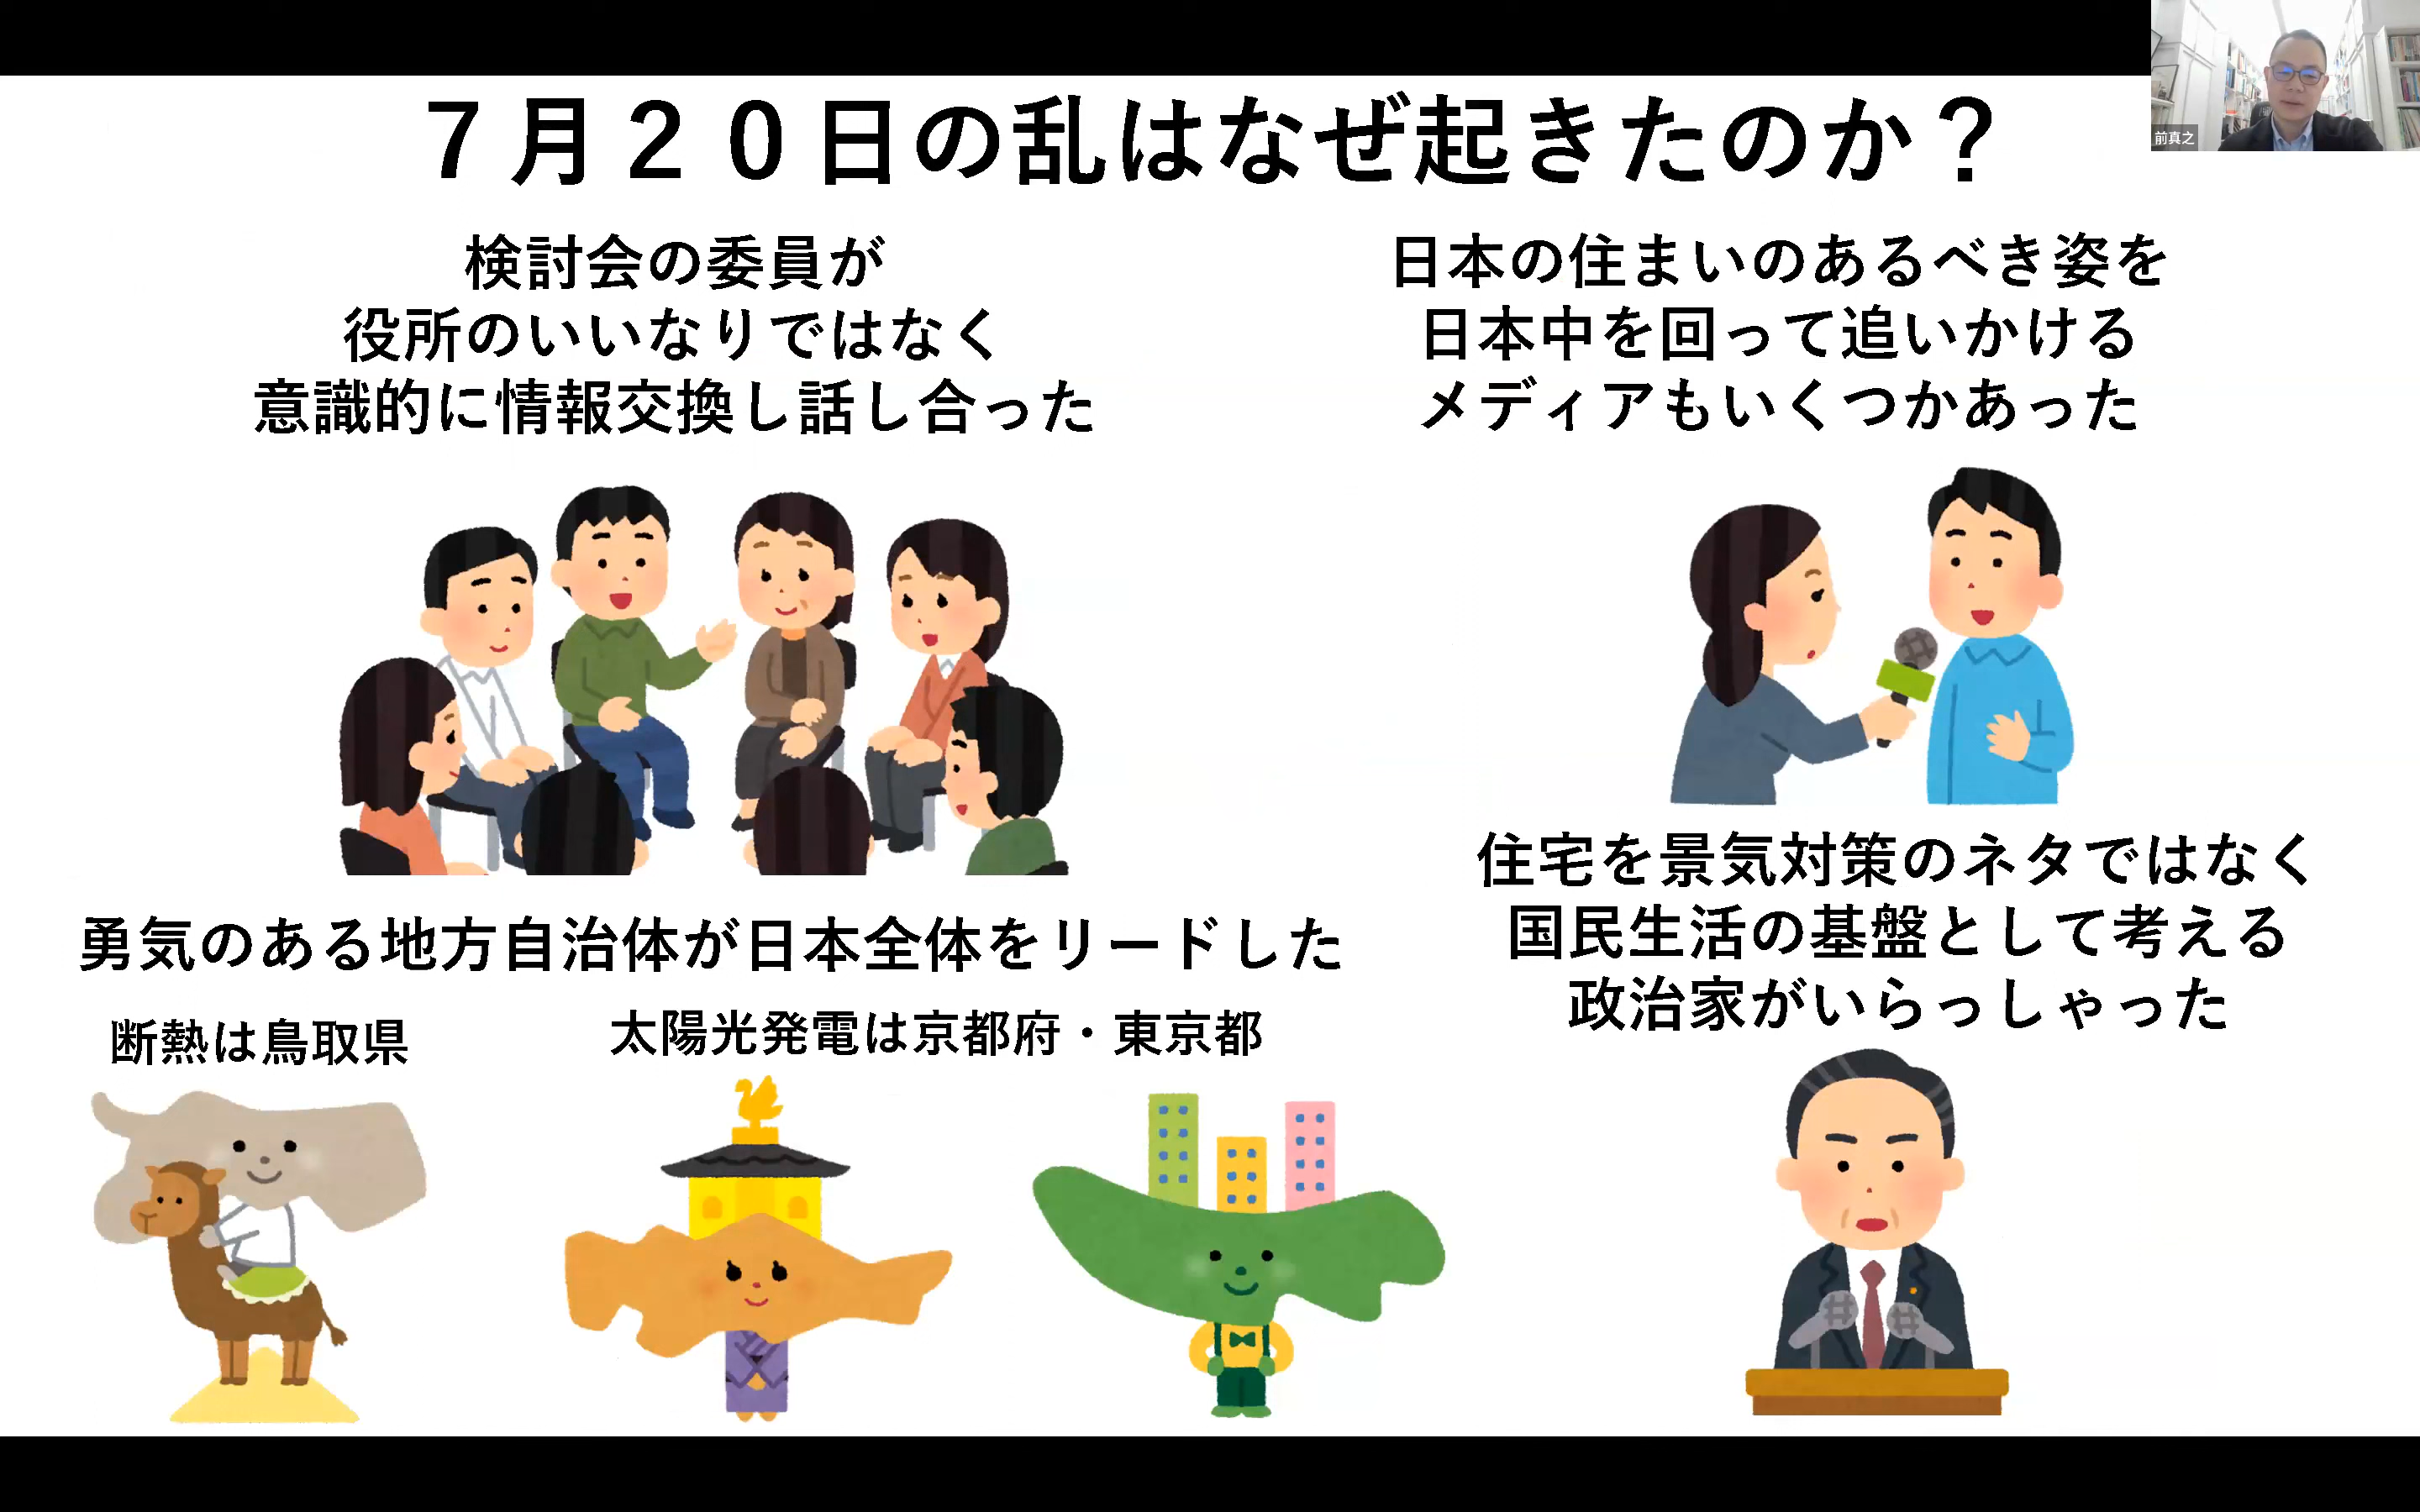 7月20日の乱はなぜ起きたのか？
検討会の委員が
役所のいいなりではなく
意識的に情報交換し話し合った
日本の住まいのあるべき姿を
日本中を回って追いかける
メディアもいくつかあった
勇気のある地方自治体が日本全体をリードした
断熱は鳥取県
太陽光発電は京都府・東京都
住宅を景気対策のネタではなく
国民生活の基盤として考える
政治家がいらっしゃった
前真之